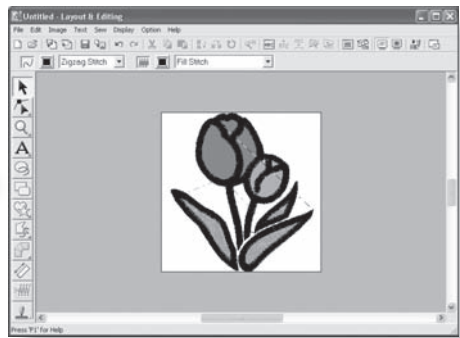 Untitled - Layout & Editing
File Edit Image Text Sew Display Option Help
Zigzag Stitch Fill Stitch
A
Press 'F1' for Help